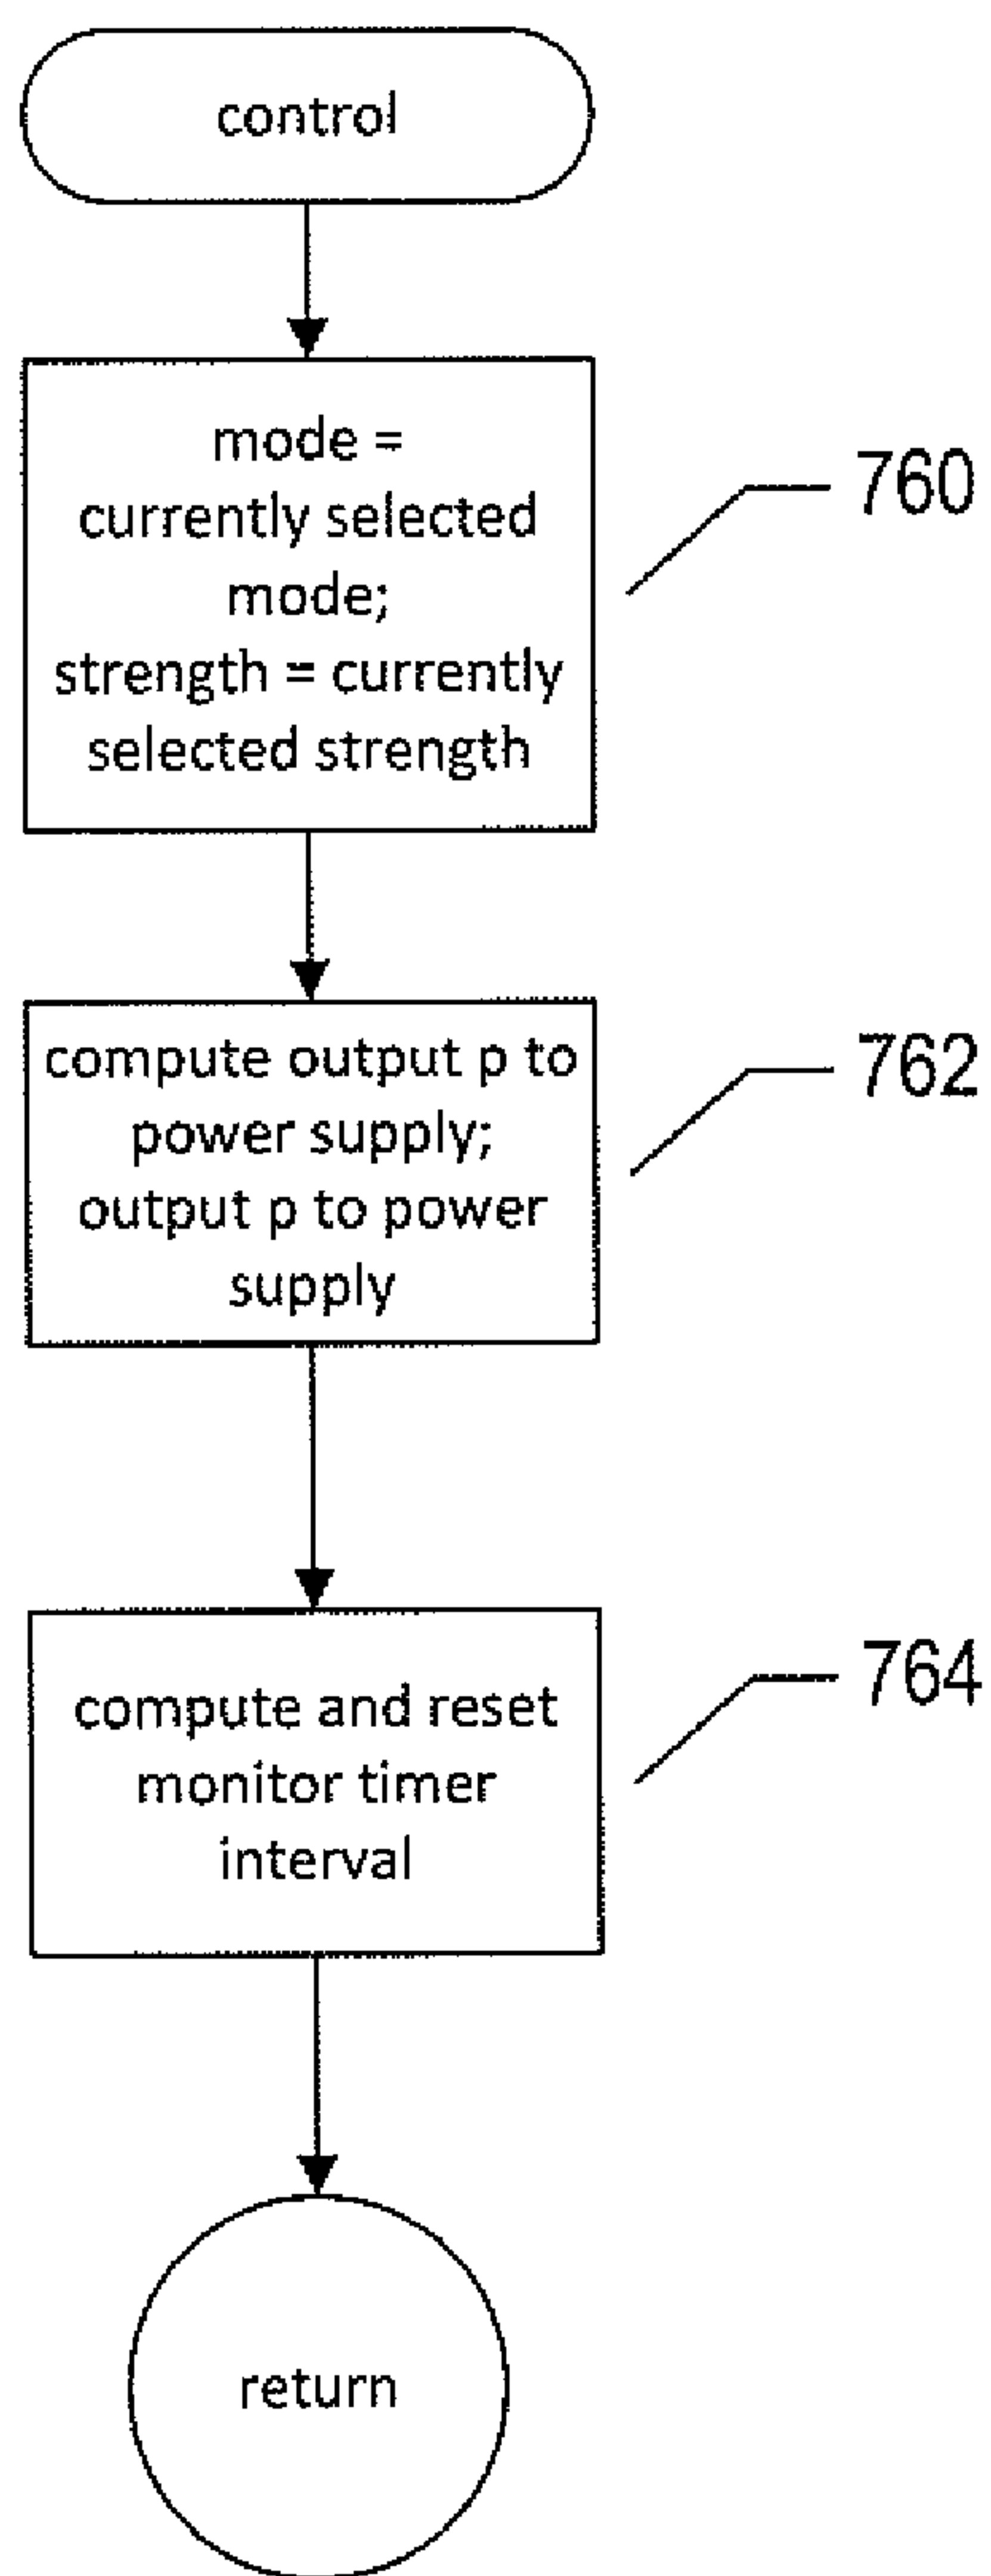 control
mode =
currently selected
mode;
strength = currently
selected strength
760
compute output p to
power supply;
output p to power
supply
762
compute and reset
monitor timer
interval
764
return